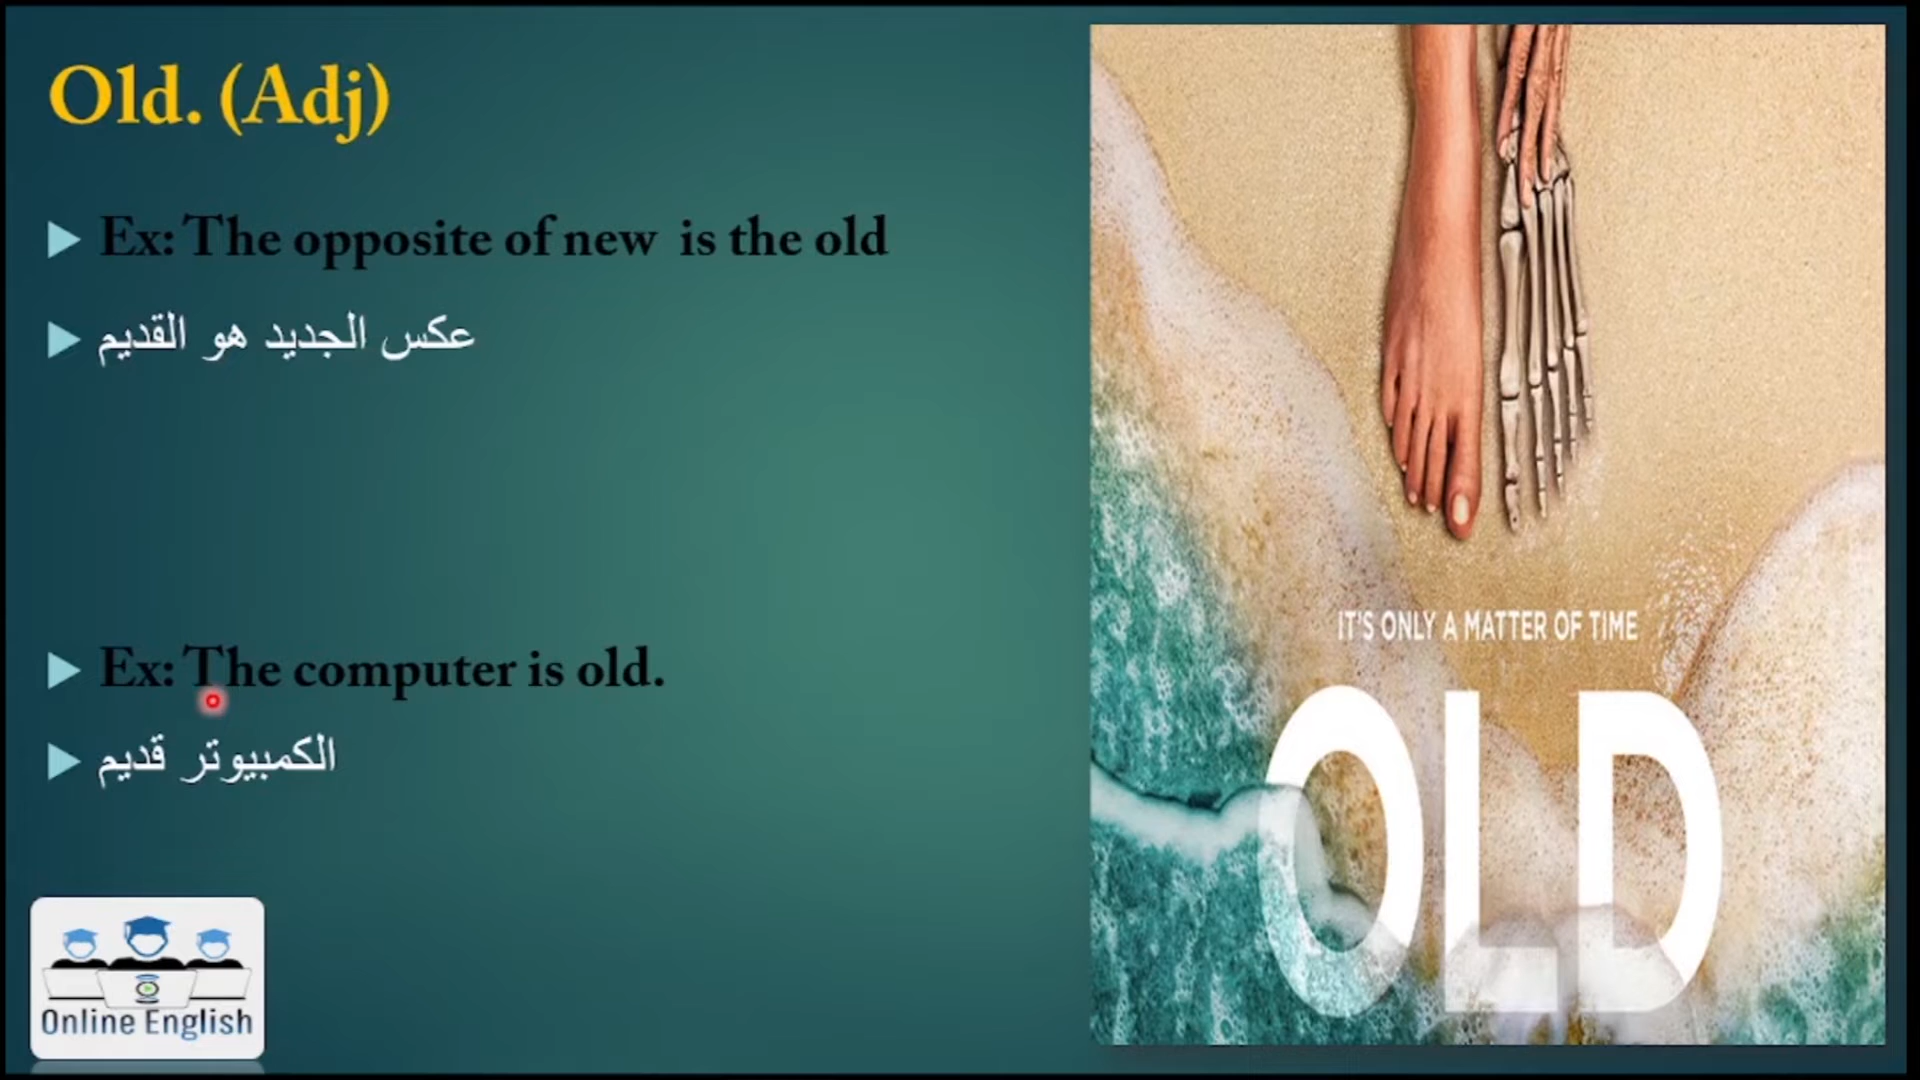 Old. (Adj)
Ex: The opposite of new is the old
عكس الجديد هو القديم
Ex: The computer is old.
الكمبيوتر قديم
Online English
IT'S ONLY A MATTER OF TIME
OLD